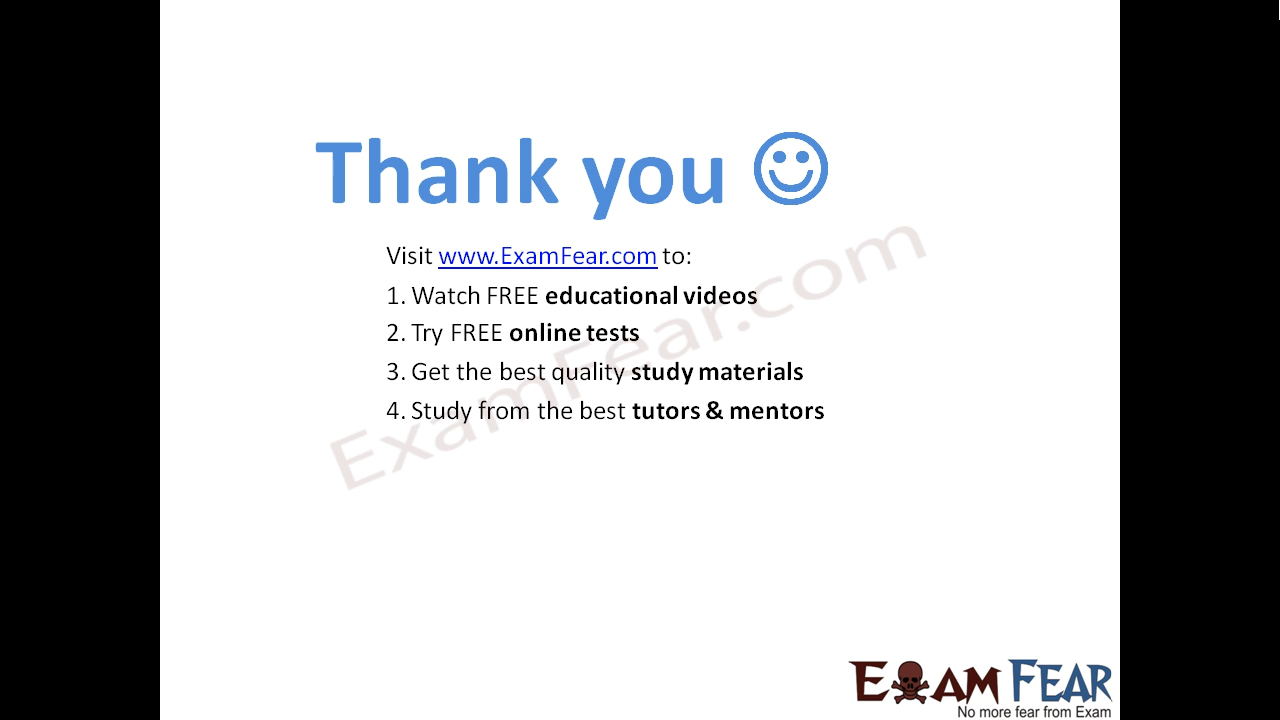 Thank you ☺
Visit www.ExamFear.com to:
1. Watch FREE educational videos
2. Try FREE online tests
3. Get the best quality study materials
4. Study from the best tutors & mentors
ExamFear.com
EXAM FEAR
No more fear from Exam